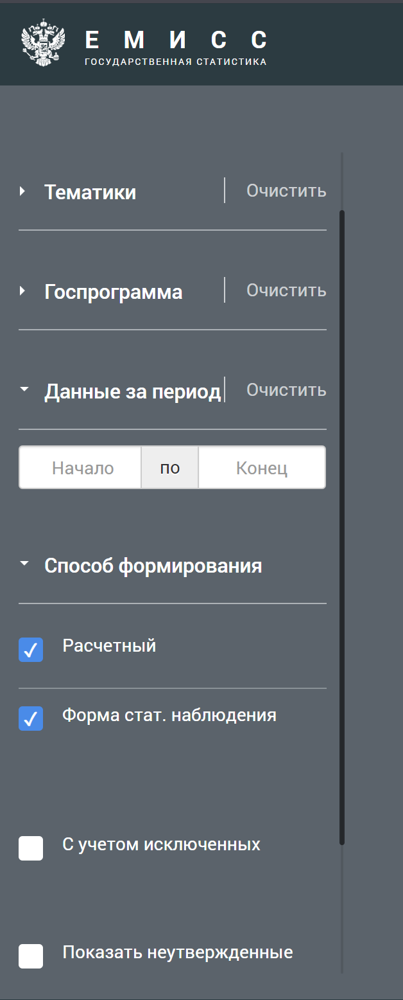 ЕМИСС
ГОСУДАРСТВЕННАЯ СТАТИСТИКА
Тематики Очистить
Госпрограмма Очистить
Данные за период Очистить
Начало по Конец
Способ формирования
Расчетный
Форма стат. наблюдения
С учетом исключенных
Показать неутвержденные